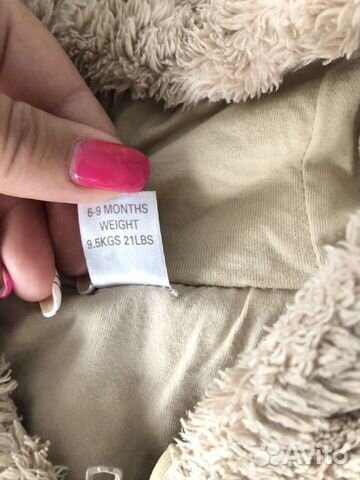 6-9 MONTHS
WEIGHT
9.5KGS 21LBS
Avito